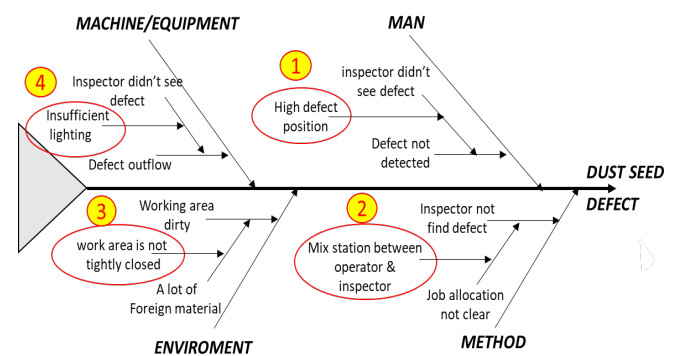 MACHINE/EQUIPMENT
MAN
4
Inspector didn't see
defect
Insufficient
lighting
Defect outflow
1
inspector didn't
see defect
High defect
position
Defect not
detected
DUST SEED
DEFECT
3
Working area
dirty
work area is not
tightly closed
A lot of
Foreign material
ENVIROMENT
2
Inspector not
find defect
Mix station between
operator &
inspector
Job allocation
not clear
METHOD